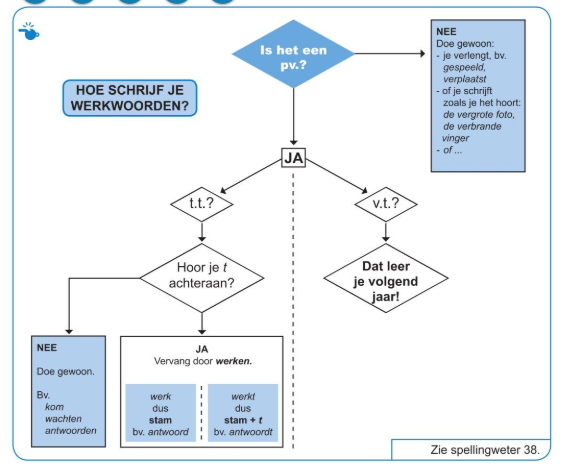 Is het een
pv.?
NEE
Doe gewoon:
- je verlengt, bv.
gespeeld,
verplaatst
- of je schrijft
zoals je het hoort:
de vergrote foto,
de verbrande
vinger
- of ...
HOE SCHRIJF JE
WERKWOORDEN?
JA
t.t.?
v.t.?
Hoor je t
achteraan?
Dat leer
je volgend
jaar!
NEE
Doe gewoon.
Bv.
kom
wachten
antwoorden
JA
Vervang door werken.
werk
dus
stam
bv. antwoord
werkt
dus
stam + t
bv. antwoordt
Zie spellingweter 38.